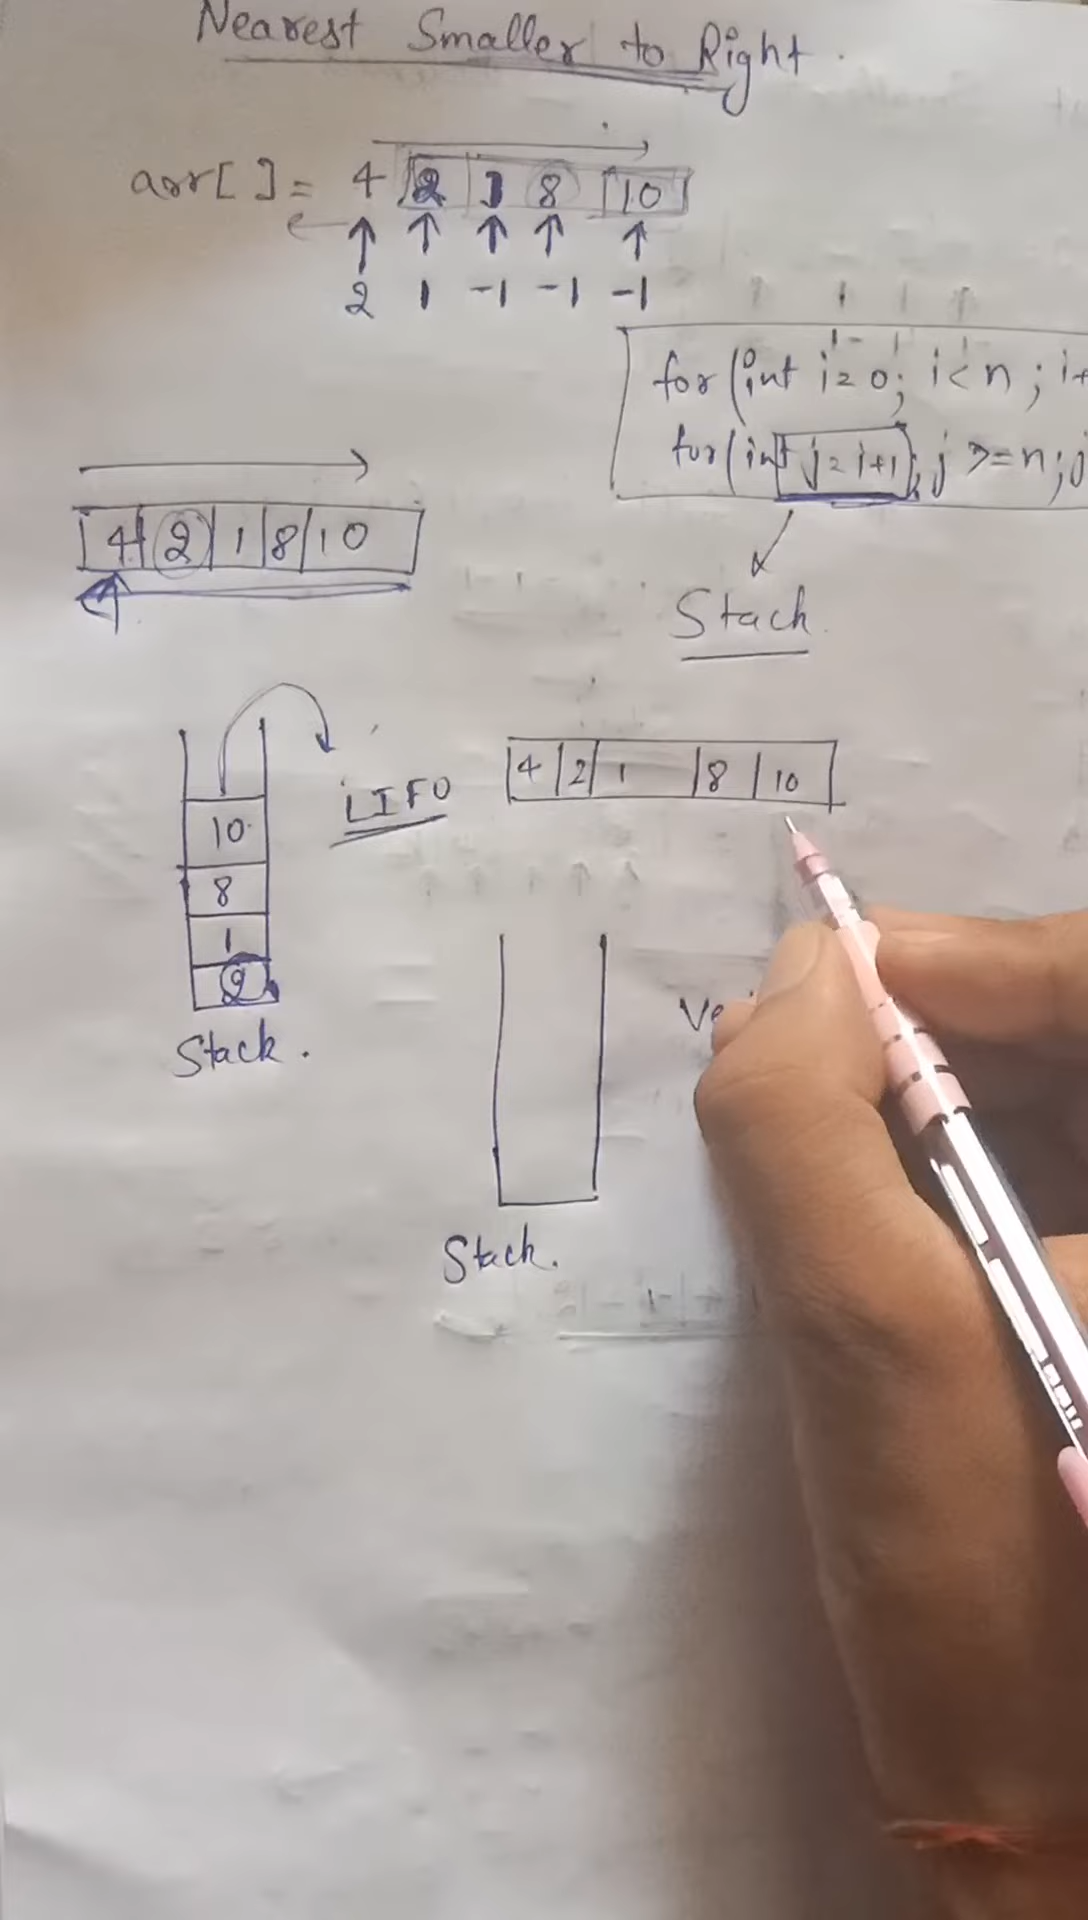 Nearest Smaller to Right.
arr[ ] = 4 2 1 8 10
2 1 -1 -1 -1
for (int i=0; i<n; i+
for (int j=i+1; j >=n; j
4 2 1 8 10
Stack.
LIFO
4 2 1 8 10
10
8
1
2
Stack.
Ve
Stack.